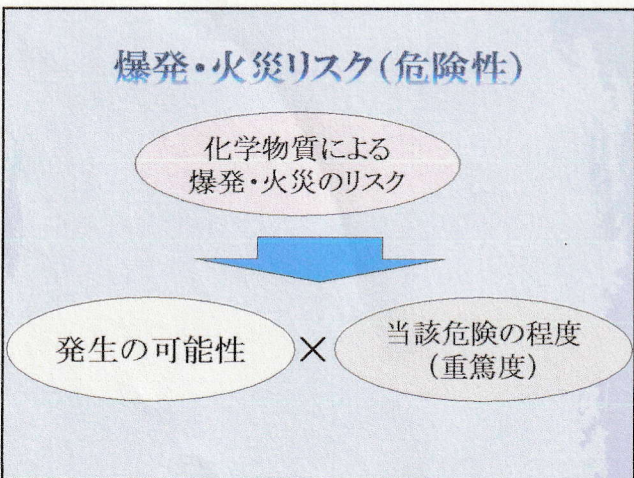 爆発・火災リスク(危険性)
化学物質による
爆発・火災のリスク
発生の可能性
×
当該危険の程度
(重篤度)